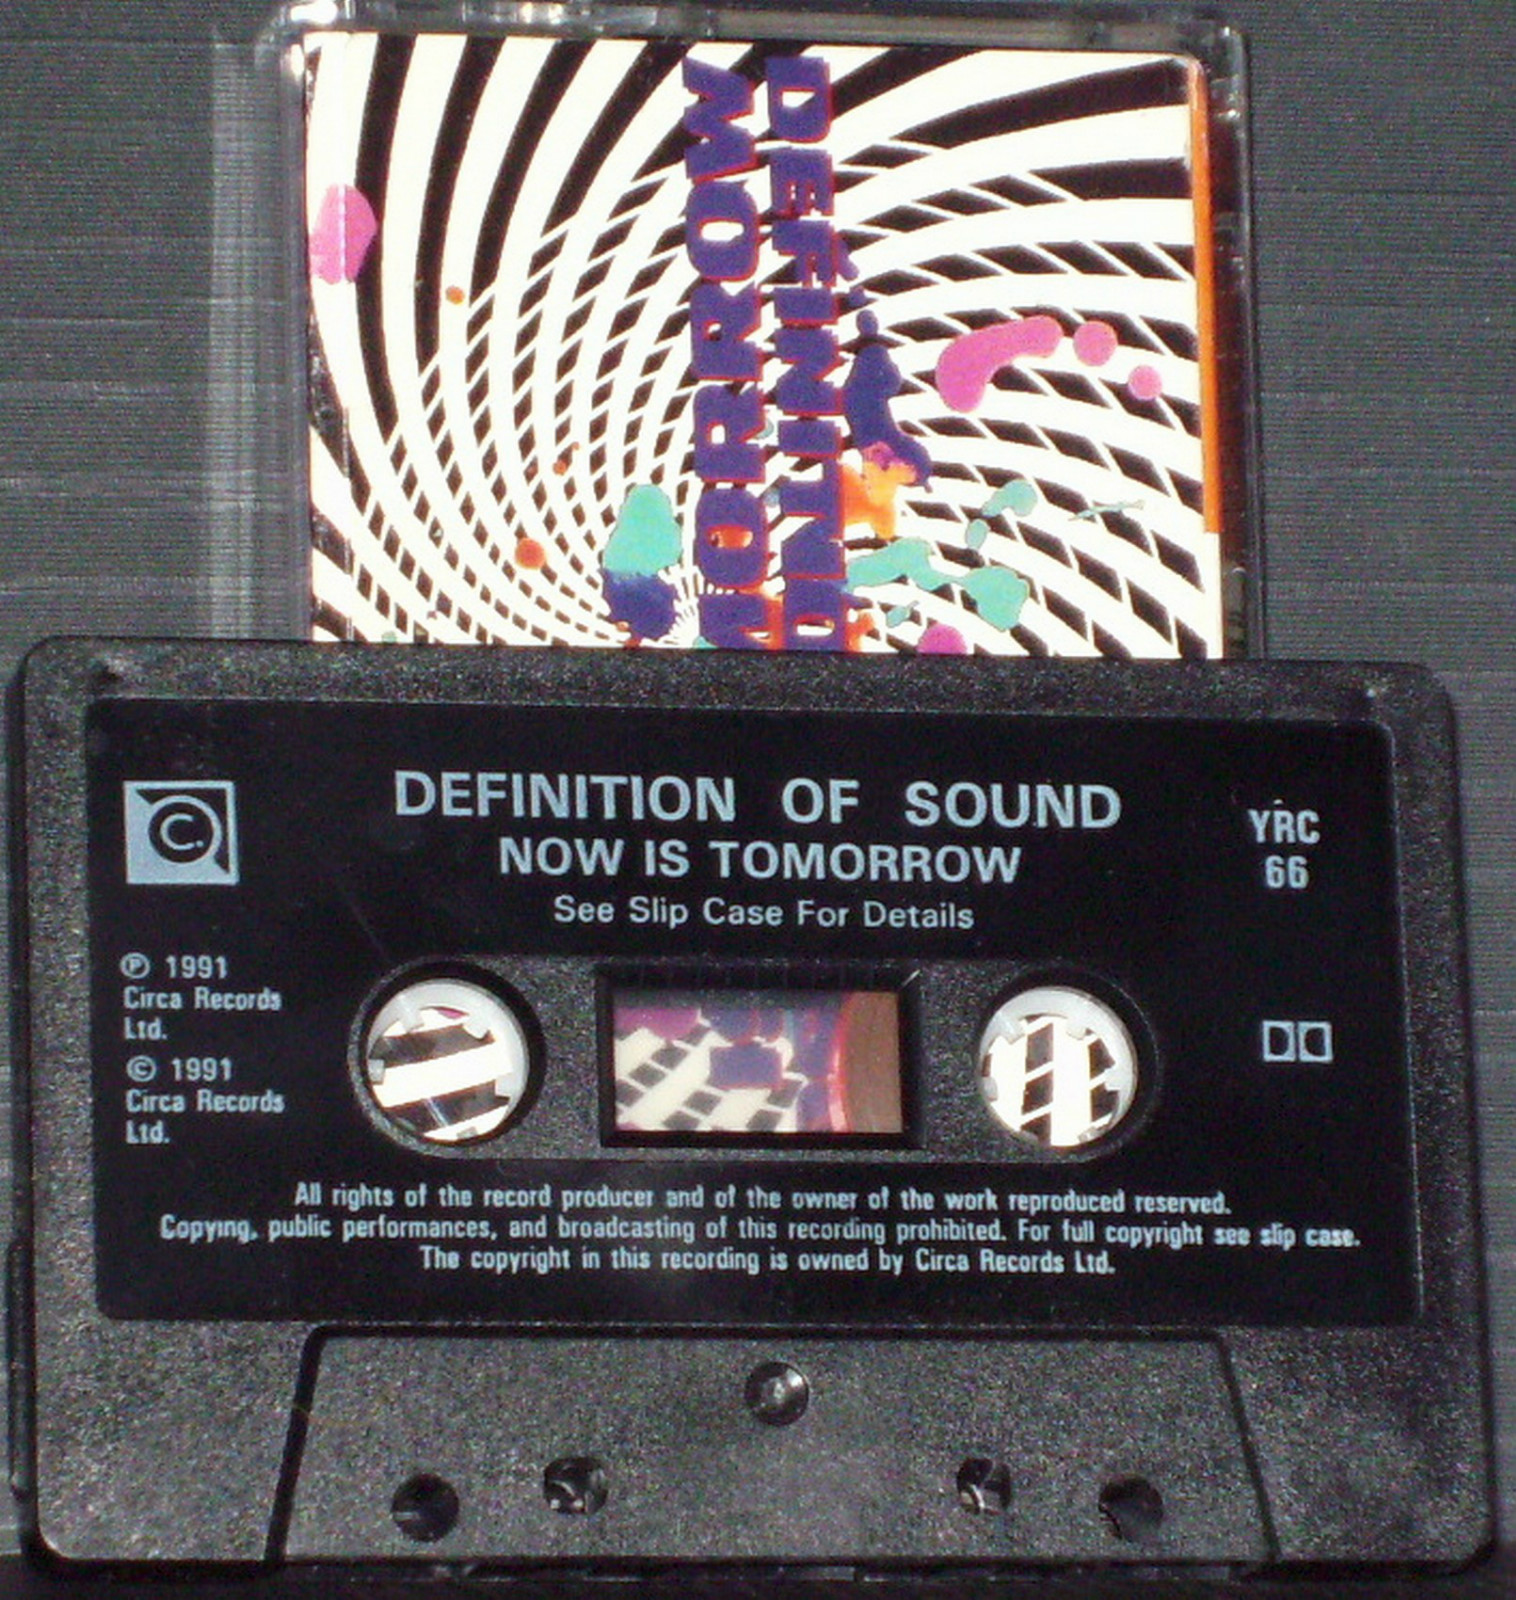 DEFINITIO
MORROW
C.
DEFINITION OF SOUND
NOW IS TOMORROW
See Slip Case For Details
YRC
66
℗ 1991
Circa Records
Ltd.
© 1991
Circa Records
Ltd.
All rights of the record producer and of the owner of the work reproduced reserved.
Copying, public performances, and broadcasting of this recording prohibited. For full copyright see slip case.
The copyright in this recording is owned by Circa Records Ltd.